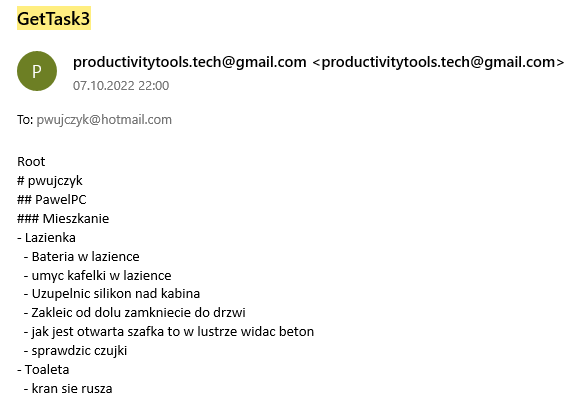 GetTask3
P
productivitytools.tech@gmail.com <productivitytools.tech@gmail.com>
07.10.2022 22:00
To: pwujczyk@hotmail.com
Root
# pwujczyk
## PawelPC
### Mieszkanie
- Lazienka
- Bateria w lazience
- umyc kafelki w lazience
- Uzupelnic silikon nad kabina
- Zakleic od dolu zamkniecie do drzwi
- jak jest otwarta szafka to w lustrze widac beton
- sprawdzic czujki
- Toaleta
- kran sie rusza